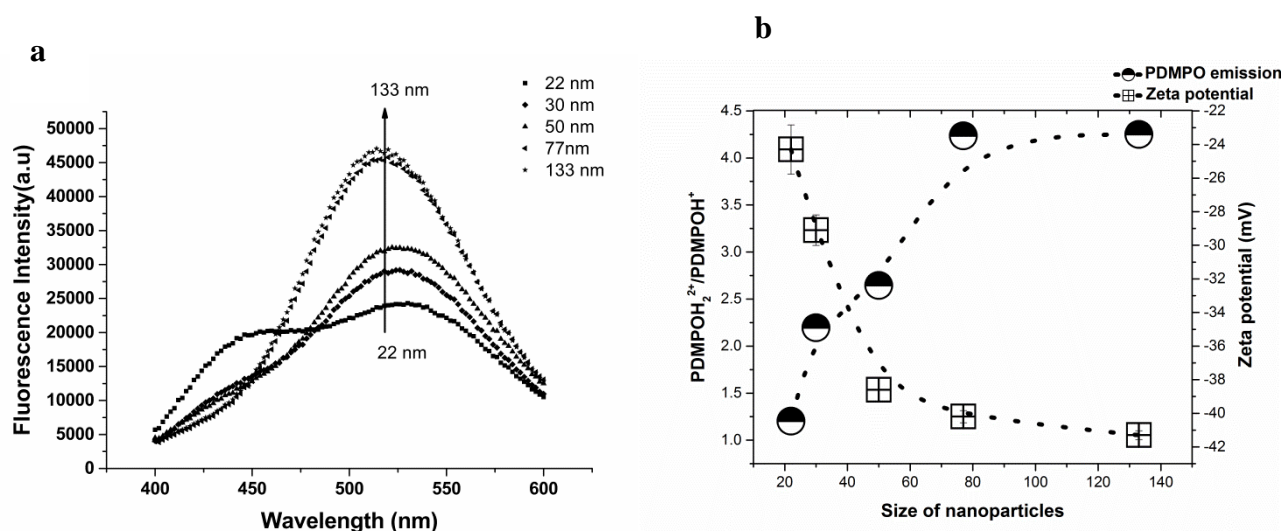 a
133 nm
22 nm
22 nm
30 nm
50 nm
77nm
133 nm
50000
45000
40000
35000
30000
25000
20000
15000
10000
5000
0
Fluorescence Intensity(a.u)
400 450 500 550 600
Wavelength (nm)
b
PDMPO emission
Zeta potential
4.5
4.0
3.5
3.0
2.5
2.0
1.5
1.0
PDMPOH₂²⁺/PDMPOH⁺
-22
-24
-26
-28
-30
-32
-34
-36
-38
-40
-42
Zeta potential (mV)
20 40 60 80 100 120 140
Size of nanoparticles